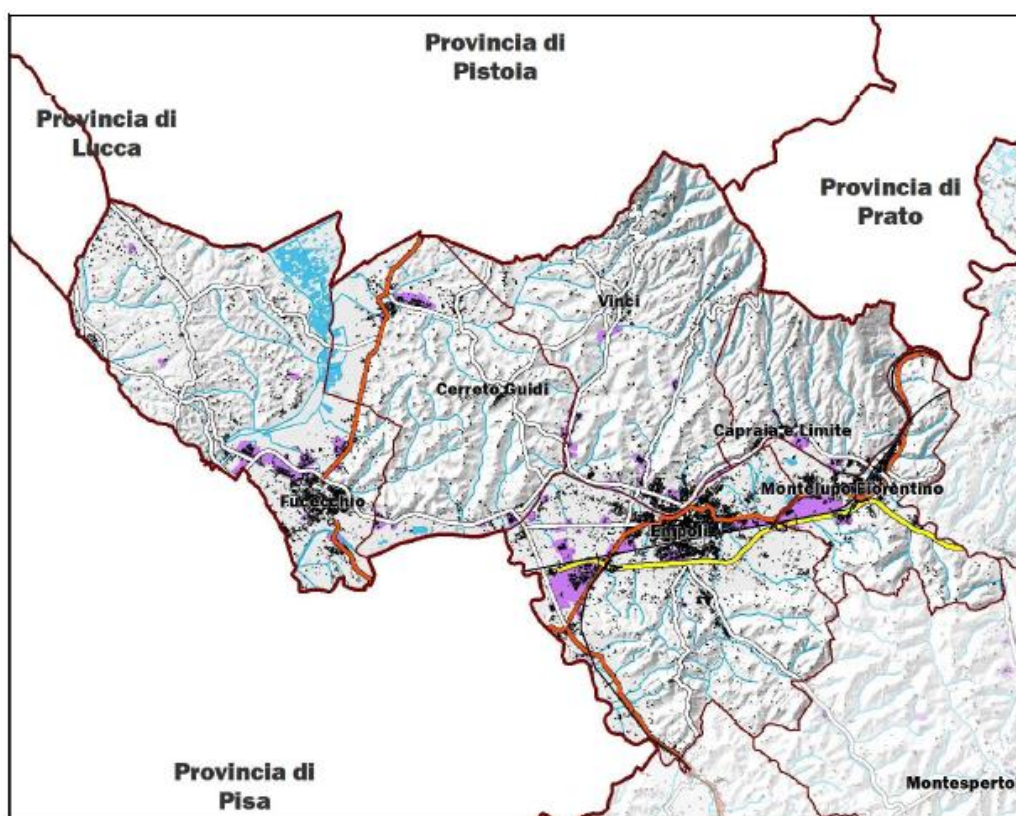 Provincia di
Pistoia
Provincia di
Lucca
Provincia di
Prato
Vinci
Cerreto Guidi
Capraia e Limite
Montelupo Fiorentino
Fucecchio
Empoli
Provincia di
Pisa
Montesperto